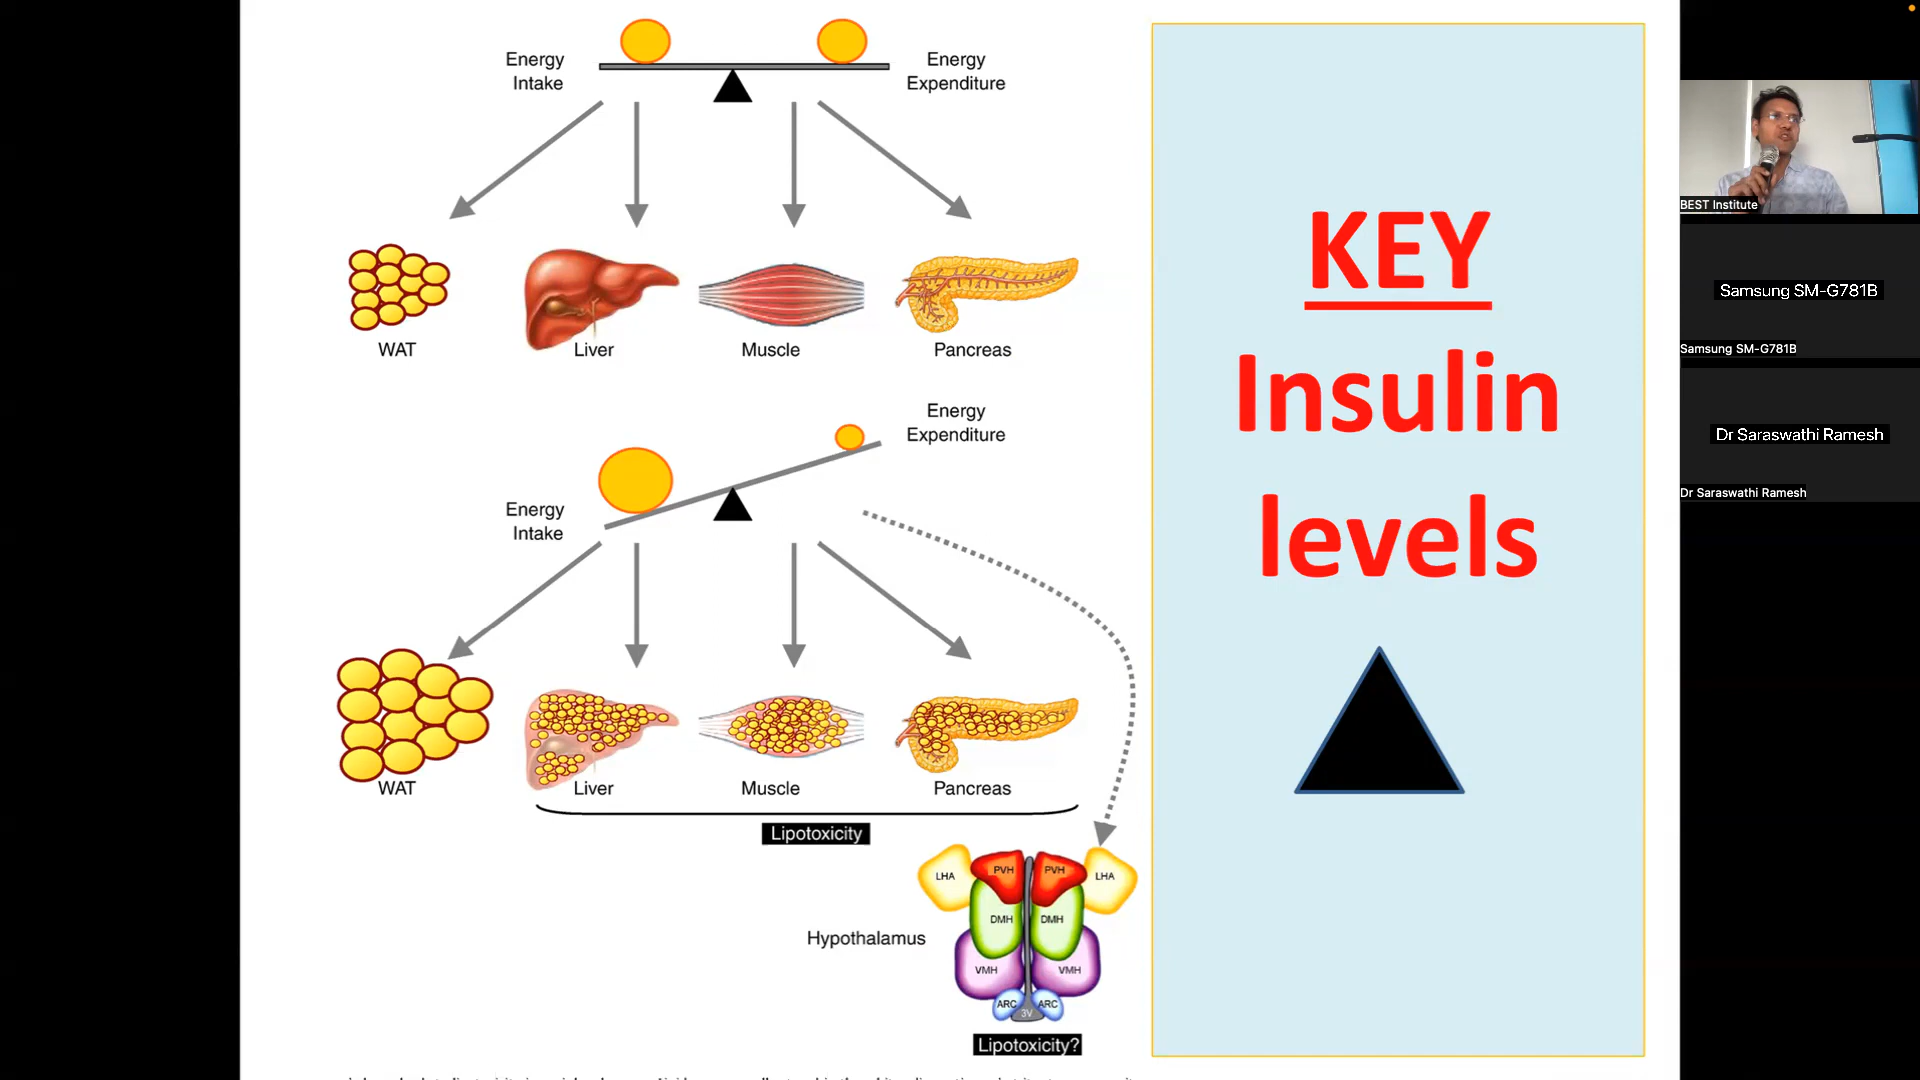 Energy
Intake
Energy
Expenditure
WAT
Liver
Muscle
Pancreas
Energy
Expenditure
Energy
Intake
WAT
Liver
Muscle
Pancreas
Lipotoxicity
LHA
PVH
PVH
LHA
DMH
DMH
VMH
VMH
ARC
ARC
3V
Hypothalamus
Lipotoxicity?
KEY
Insulin
levels
BEST Institute
Samsung SM-G781B
Samsung SM-G781B
Dr Saraswathi Ramesh
Dr Saraswathi Ramesh